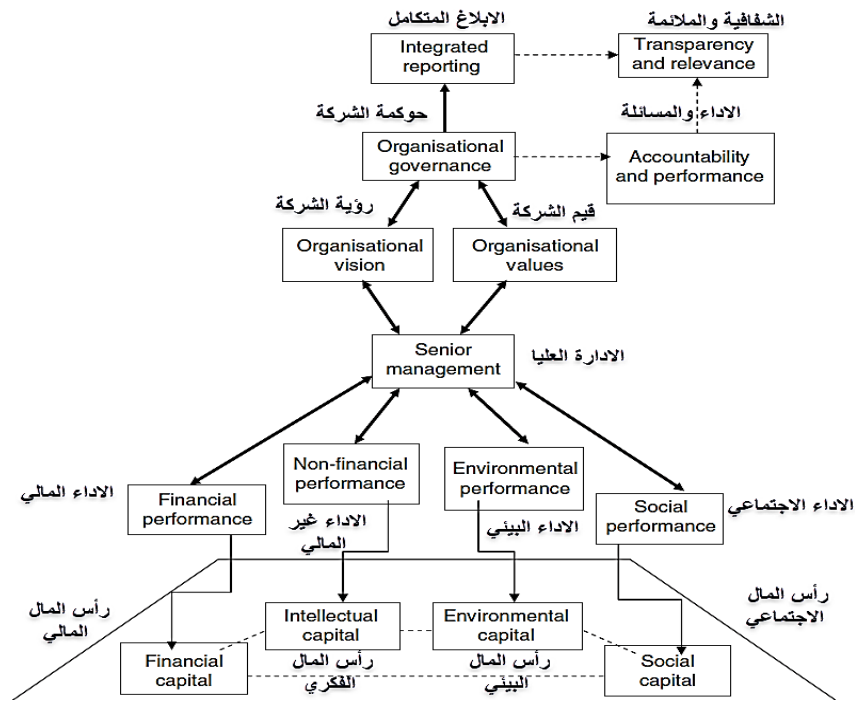 الابلاغ المتكامل
الشفافية والملائمة
Integrated
reporting
Transparency
and relevance
حوكمة الشركة
الاداء والمسائلة
Organisational
governance
Accountability
and performance
رؤية الشركة
قيم الشركة
Organisational
vision
Organisational
values
Senior
management
الادارة العليا
Non-financial
performance
Environmental
performance
الاداء المالي
Financial
performance
الاداء غير
المالي
الاداء البيئي
Social
performance
الاداء الاجتماعي
رأس المال
المالي
رأس المال
الاجتماعي
Intellectual
capital
Environmental
capital
Financial
capital
رأس المال
الفكري
رأس المال
البيئي
Social
capital